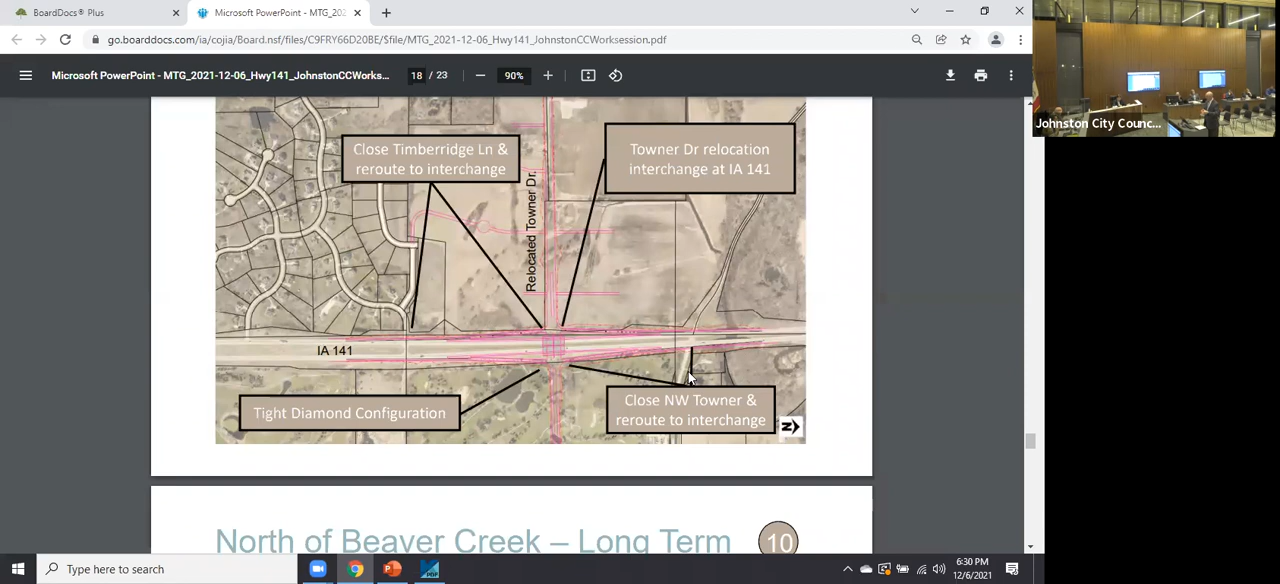 BoardDocs® Plus
Microsoft PowerPoint - MTG_202
go.boarddocs.com/ia/cojia/Board.nsf/files/C9FRY66D20BE/$file/MTG_2021-12-06_Hwy141_JohnstonCCWorksession.pdf
Microsoft PowerPoint - MTG_2021-12-06_Hwy141_JohnstonCCWorks...
18 / 23
90%
Johnston City Counc...
Close Timberridge Ln &
reroute to interchange
Towner Dr relocation
interchange at IA 141
Relocated Towner Dr.
IA 141
Tight Diamond Configuration
Close NW Towner &
reroute to interchange
Z
North of Beaver Creek – Long Term
10
Type here to search
6:30 PM
12/6/2021